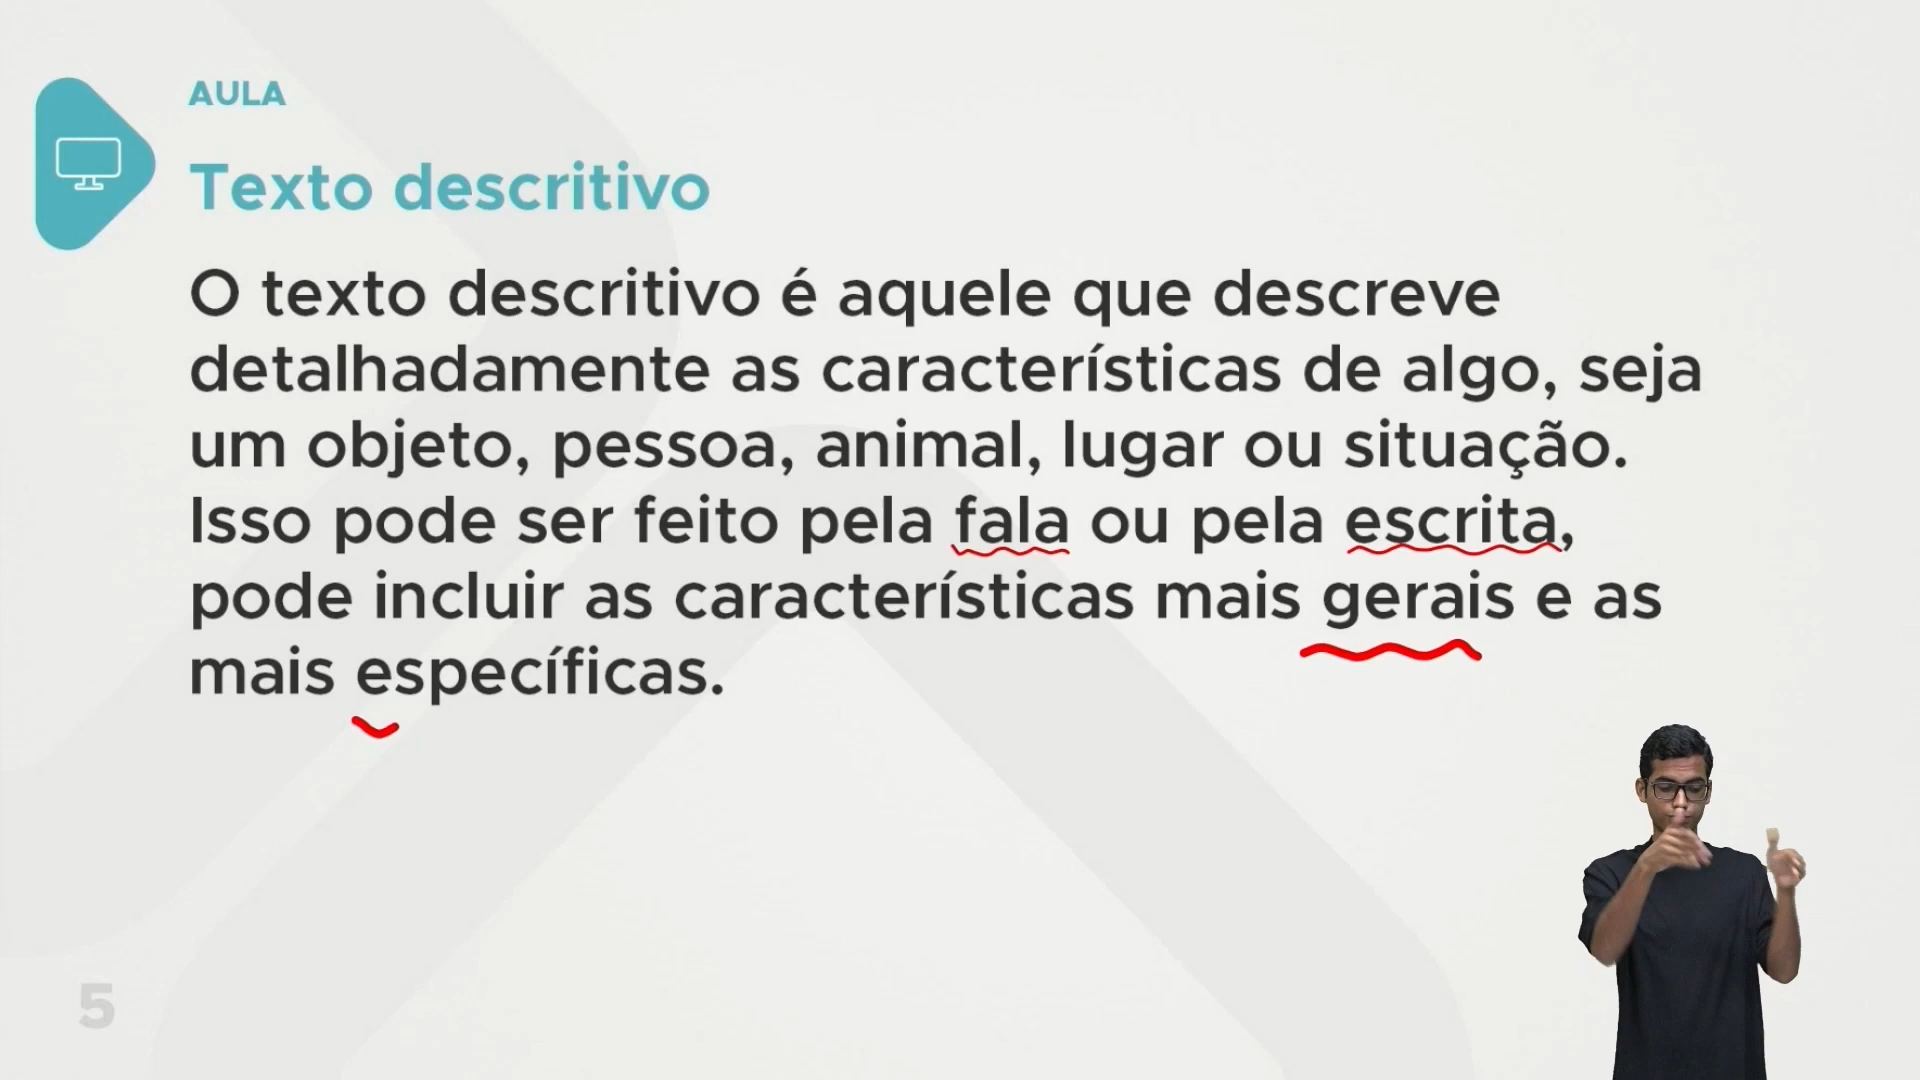 AULA
Texto descritivo
O texto descritivo é aquele que descreve
detalhadamente as características de algo, seja
um objeto, pessoa, animal, lugar ou situação.
Isso pode ser feito pela fala ou pela escrita,
pode incluir as características mais gerais e as
mais específicas.
5